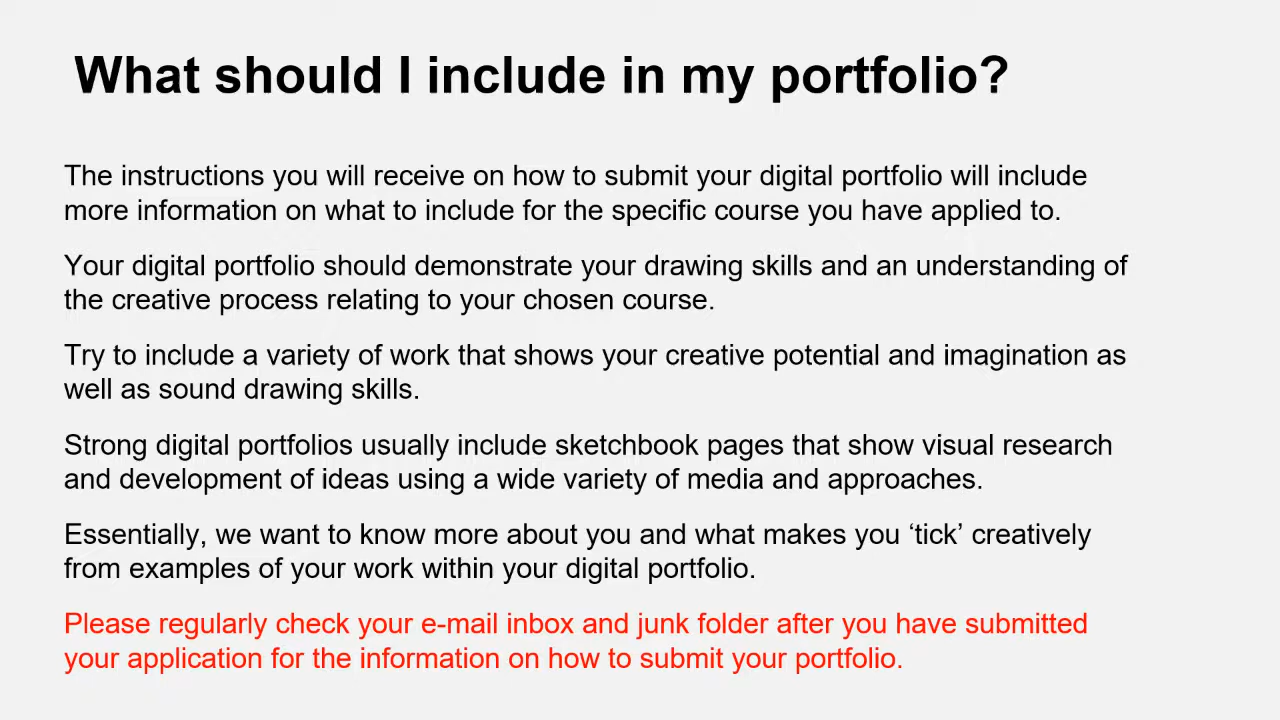 What should I include in my portfolio?
The instructions you will receive on how to submit your digital portfolio will include
more information on what to include for the specific course you have applied to.
Your digital portfolio should demonstrate your drawing skills and an understanding of
the creative process relating to your chosen course.
Try to include a variety of work that shows your creative potential and imagination as
well as sound drawing skills.
Strong digital portfolios usually include sketchbook pages that show visual research
and development of ideas using a wide variety of media and approaches.
Essentially, we want to know more about you and what makes you ‘tick’ creatively
from examples of your work within your digital portfolio.
Please regularly check your e-mail inbox and junk folder after you have submitted
your application for the information on how to submit your portfolio.